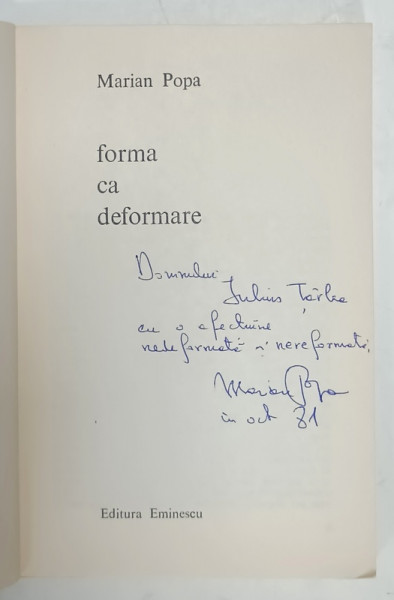 Marian Popa
forma
ca
deformare
Domnului
Iulius Țârlea
cu o afecțiune
nedeformată și nereformată,
Marian Popa
în oct 81
Editura Eminescu